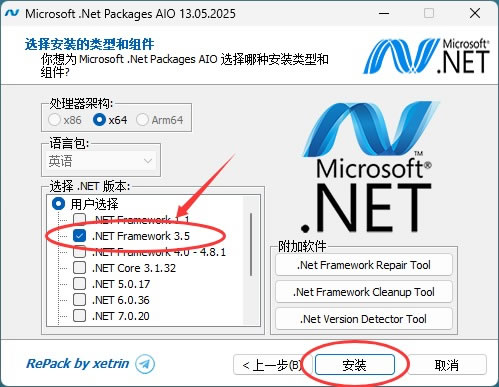 Microsoft .Net Packages AIO 13.05.2025
选择安装的类型和组件
你想为 Microsoft .Net Packages AIO 选择哪种安装类型和
组件?
Microsoft®
.NET
处理器架构:
x86
x64
Arm64
语言包:
英语
选择 .NET 版本:
用户选择
.NET Framework 1.1
.NET Framework 3.5
.NET Framework 4.0 - 4.8.1
.NET Core 3.1.32
.NET 5.0.17
.NET 6.0.36
.NET 7.0.20
Microsoft®
.NET
附加软件
.Net Framework Repair Tool
.Net Framework Cleanup Tool
.Net Version Detector Tool
RePack by xetrin
< 上一步(B)
安装
取消